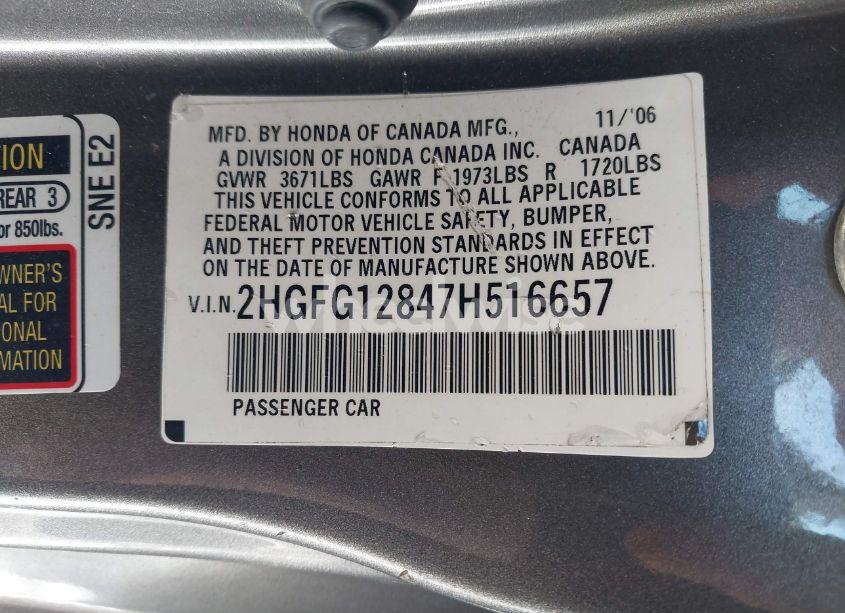 TION
REAR 3
or 850lbs.
WNER'S
AL FOR
ONAL
MATION
SNE E2
MFD. BY HONDA OF CANADA MFG., 11/'06
A DIVISION OF HONDA CANADA INC. CANADA
GVWR 3671LBS GAWR F 1973LBS R 1720LBS
THIS VEHICLE CONFORMS TO ALL APPLICABLE
FEDERAL MOTOR VEHICLE SAFETY, BUMPER,
AND THEFT PREVENTION STANDARDS IN EFFECT
ON THE DATE OF MANUFACTURE SHOWN ABOVE.
V.I.N. 2HGFG12847H516657
PASSENGER CAR